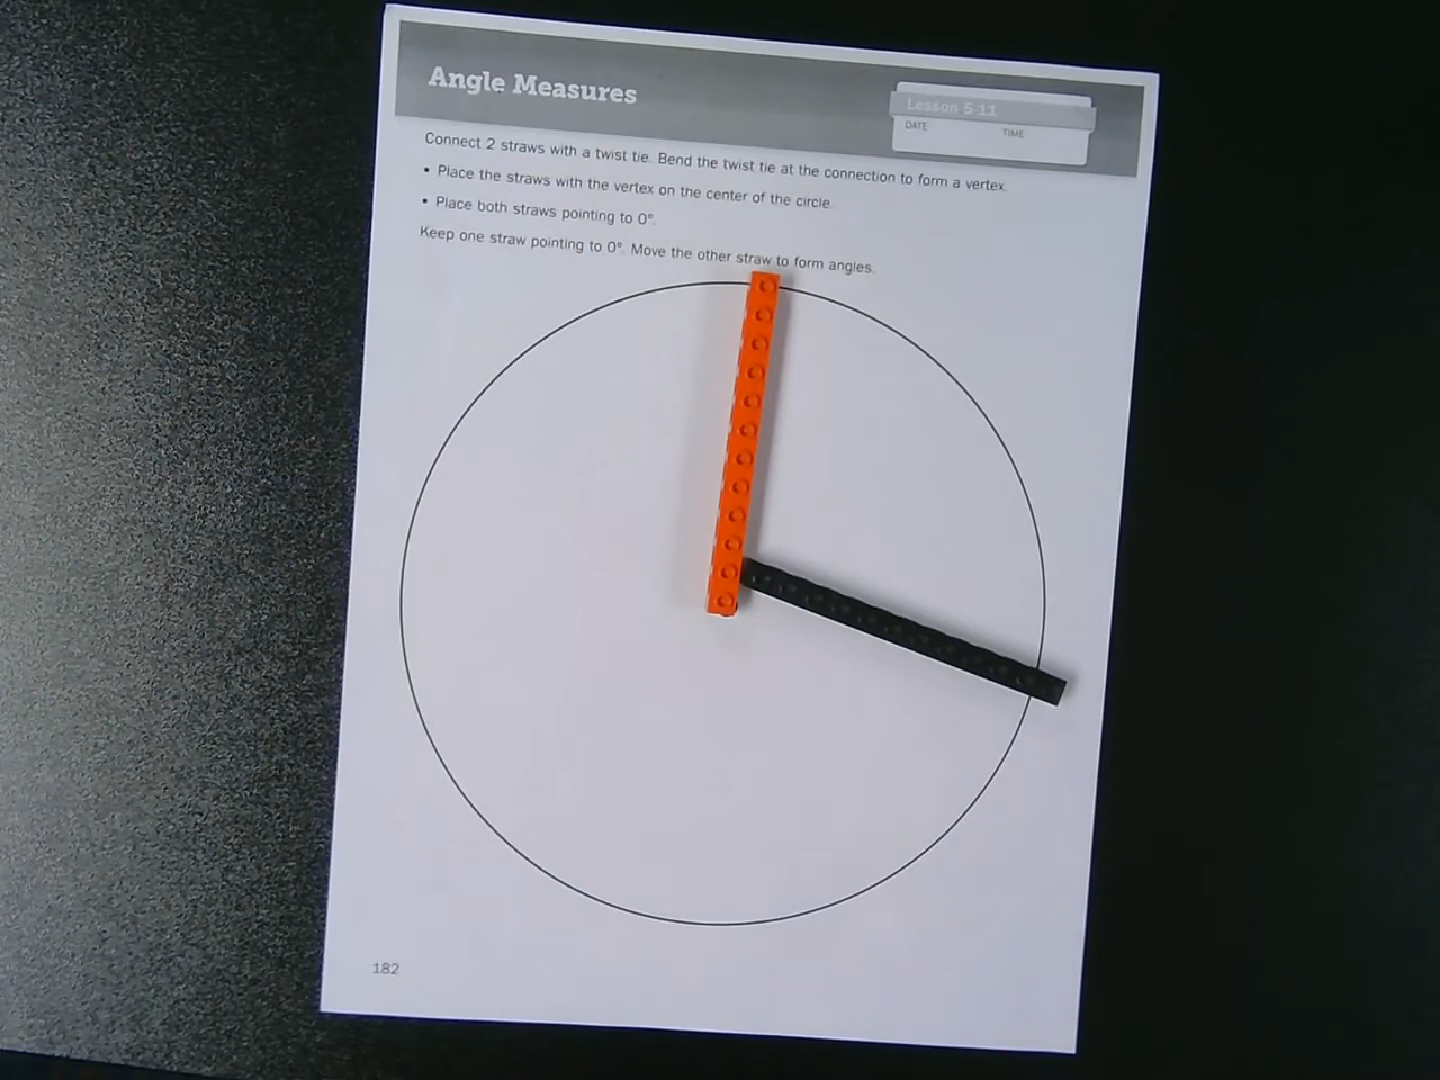 Angle Measures
Lesson 5-11
DATE TIME
Connect 2 straws with a twist tie. Bend the twist tie at the connection to form a vertex.
• Place the straws with the vertex on the center of the circle.
• Place both straws pointing to 0°.
Keep one straw pointing to 0°. Move the other straw to form angles.
182